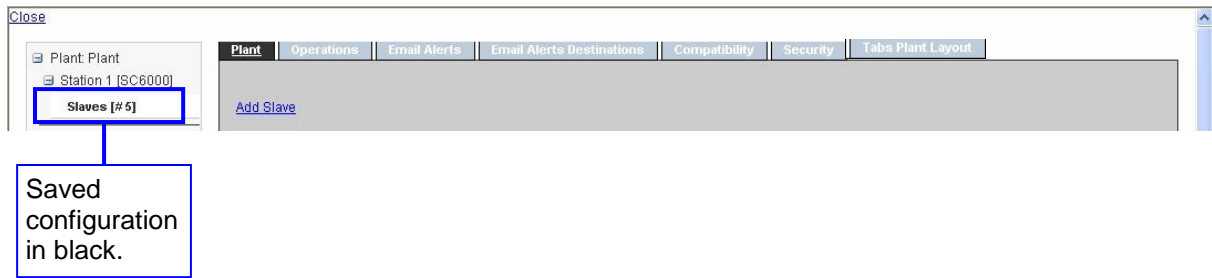 Close
Plant: Plant
Station 1 [SC6000]
Slaves [# 5]
Plant Operations Email Alerts Email Alerts Destinations Compatibility Security Tabs Plant Layout
Add Slave
Saved
configuration
in black.